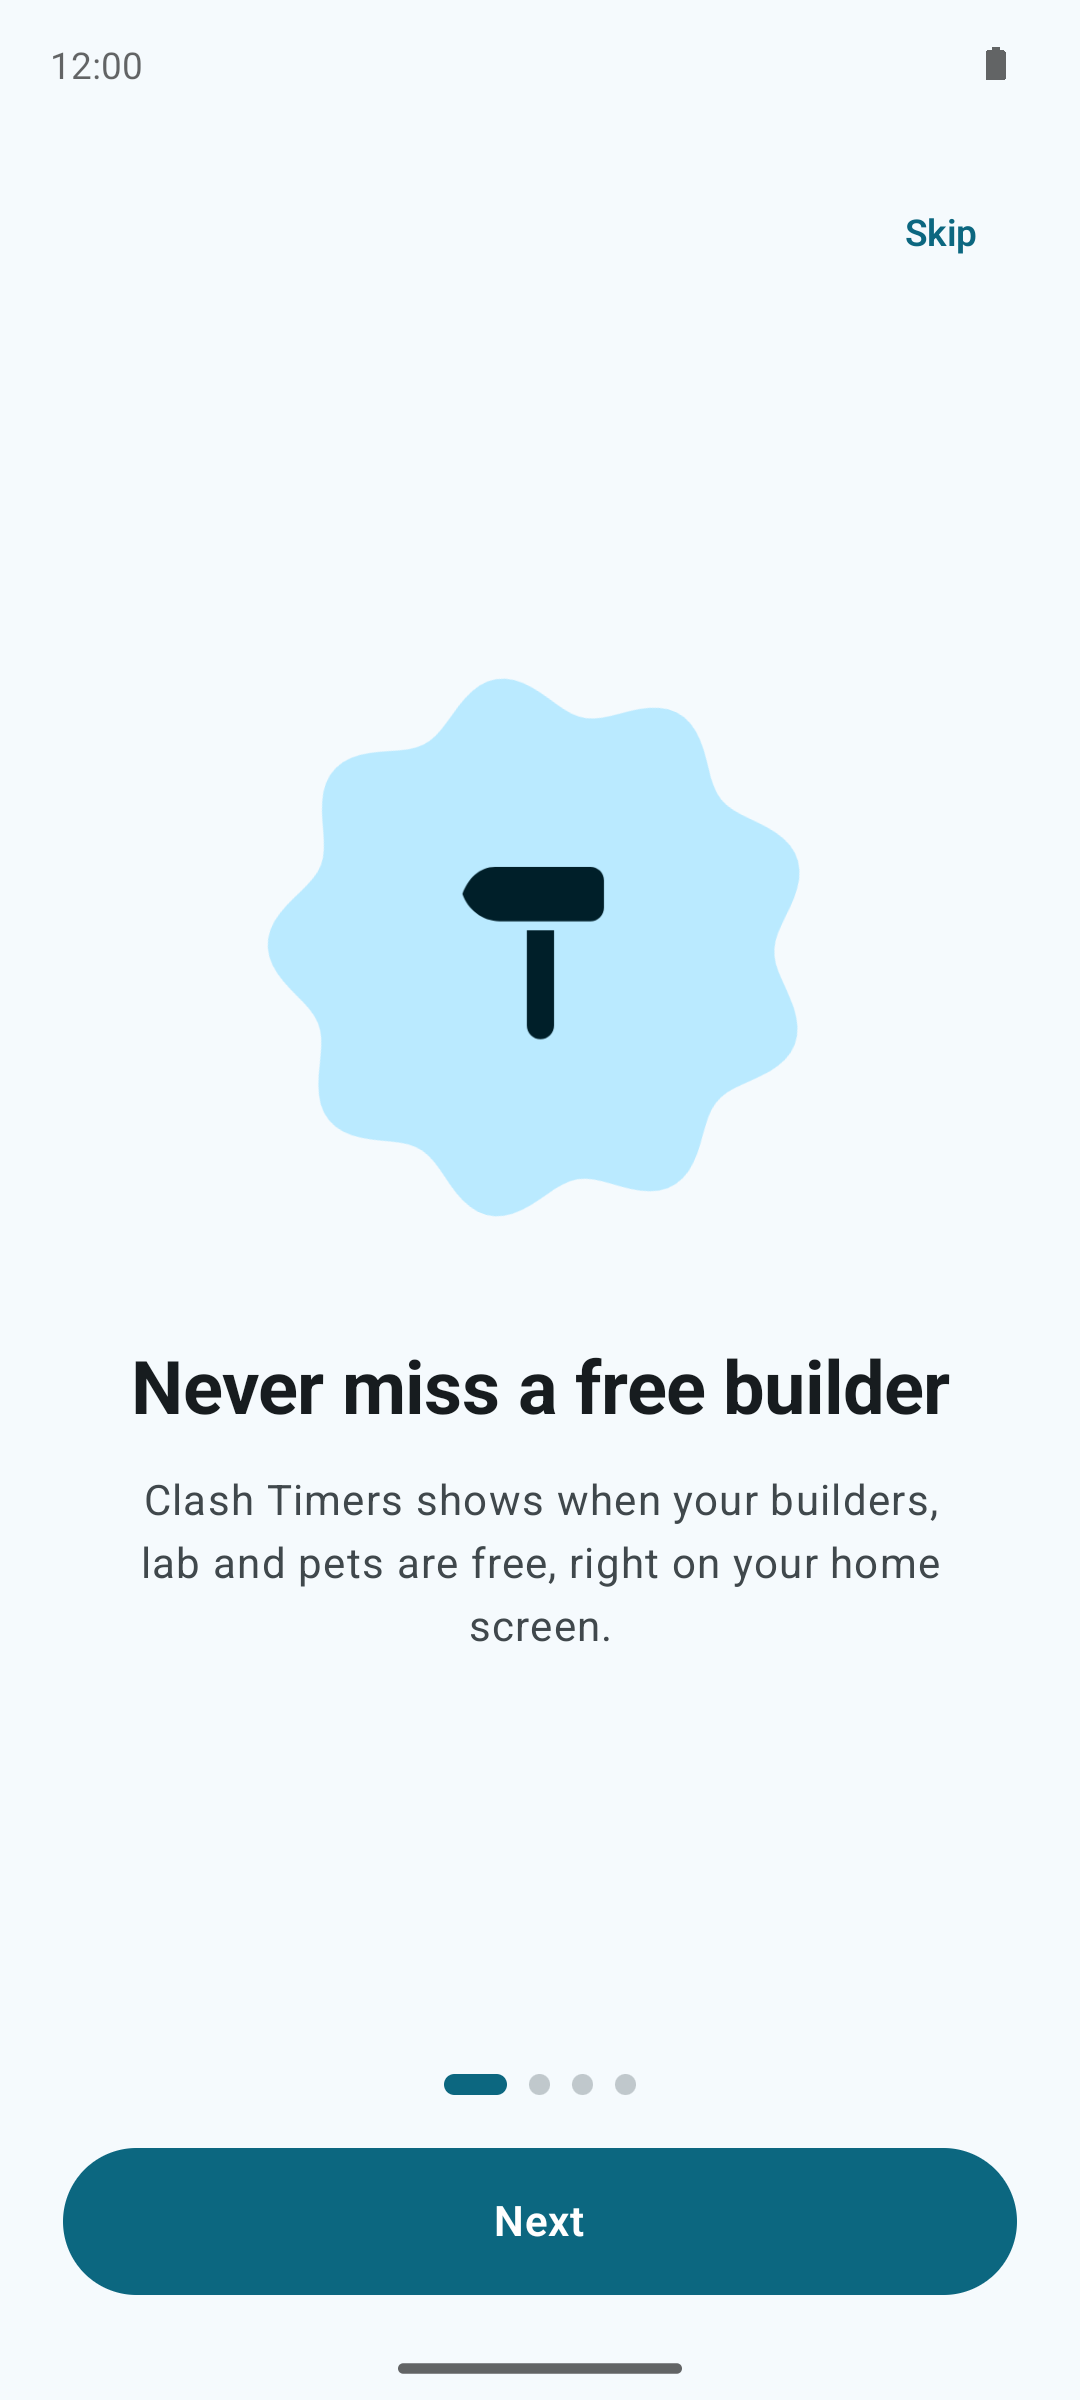 12:00
Skip
Never miss a free builder
Clash Timers shows when your builders,
lab and pets are free, right on your home
screen.
Next